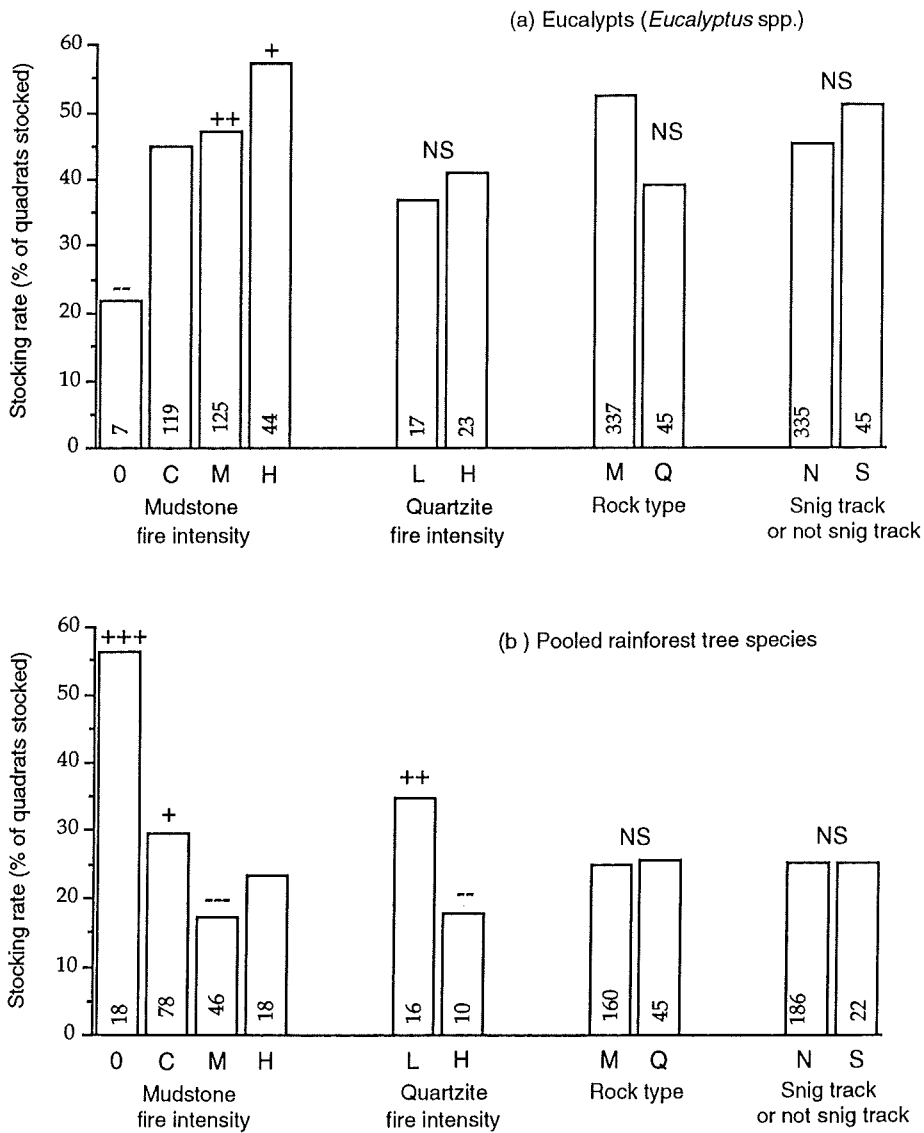 (a) Eucalypts (Eucalyptus spp.)
Stocking rate (% of quadrats stocked)
60
50
40
30
20
10
0
--
++
+
NS
NS
NS
7
119
125
44
17
23
337
45
335
45
0 C M H
L H
M Q
N S
Mudstone
fire intensity
Quartzite
fire intensity
Rock type
Snig track
or not snig track
(b ) Pooled rainforest tree species
Stocking rate (% of quadrats stocked)
60
50
40
30
20
10
0
+++
+
---
++
--
NS
NS
18
78
46
18
16
10
160
45
186
22
0 C M H
L H
M Q
N S
Mudstone
fire intensity
Quartzite
fire intensity
Rock type
Snig track
or not snig track